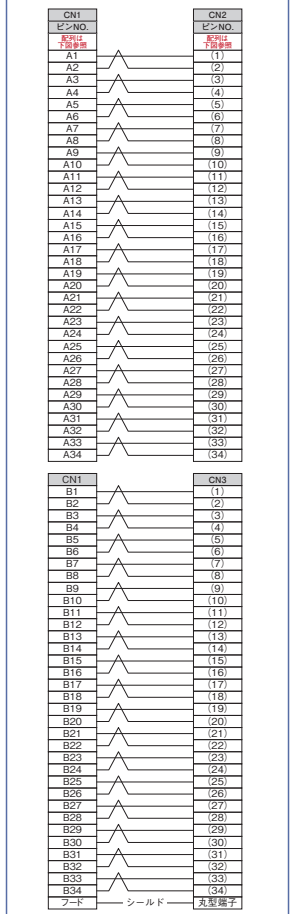 CN1 CN2
ピンNO. ピンNO.
配列は 配列は
下図参照 下図参照
A1 (1)
A2 (2)
A3 (3)
A4 (4)
A5 (5)
A6 (6)
A7 (7)
A8 (8)
A9 (9)
A10 (10)
A11 (11)
A12 (12)
A13 (13)
A14 (14)
A15 (15)
A16 (16)
A17 (17)
A18 (18)
A19 (19)
A20 (20)
A21 (21)
A22 (22)
A23 (23)
A24 (24)
A25 (25)
A26 (26)
A27 (27)
A28 (28)
A29 (29)
A30 (30)
A31 (31)
A32 (32)
A33 (33)
A34 (34)
CN1 CN3
B1 (1)
B2 (2)
B3 (3)
B4 (4)
B5 (5)
B6 (6)
B7 (7)
B8 (8)
B9 (9)
B10 (10)
B11 (11)
B12 (12)
B13 (13)
B14 (14)
B15 (15)
B16 (16)
B17 (17)
B18 (18)
B19 (19)
B20 (20)
B21 (21)
B22 (22)
B23 (23)
B24 (24)
B25 (25)
B26 (26)
B27 (27)
B28 (28)
B29 (29)
B30 (30)
B31 (31)
B32 (32)
B33 (33)
B34 (34)
フード シールド 丸型端子